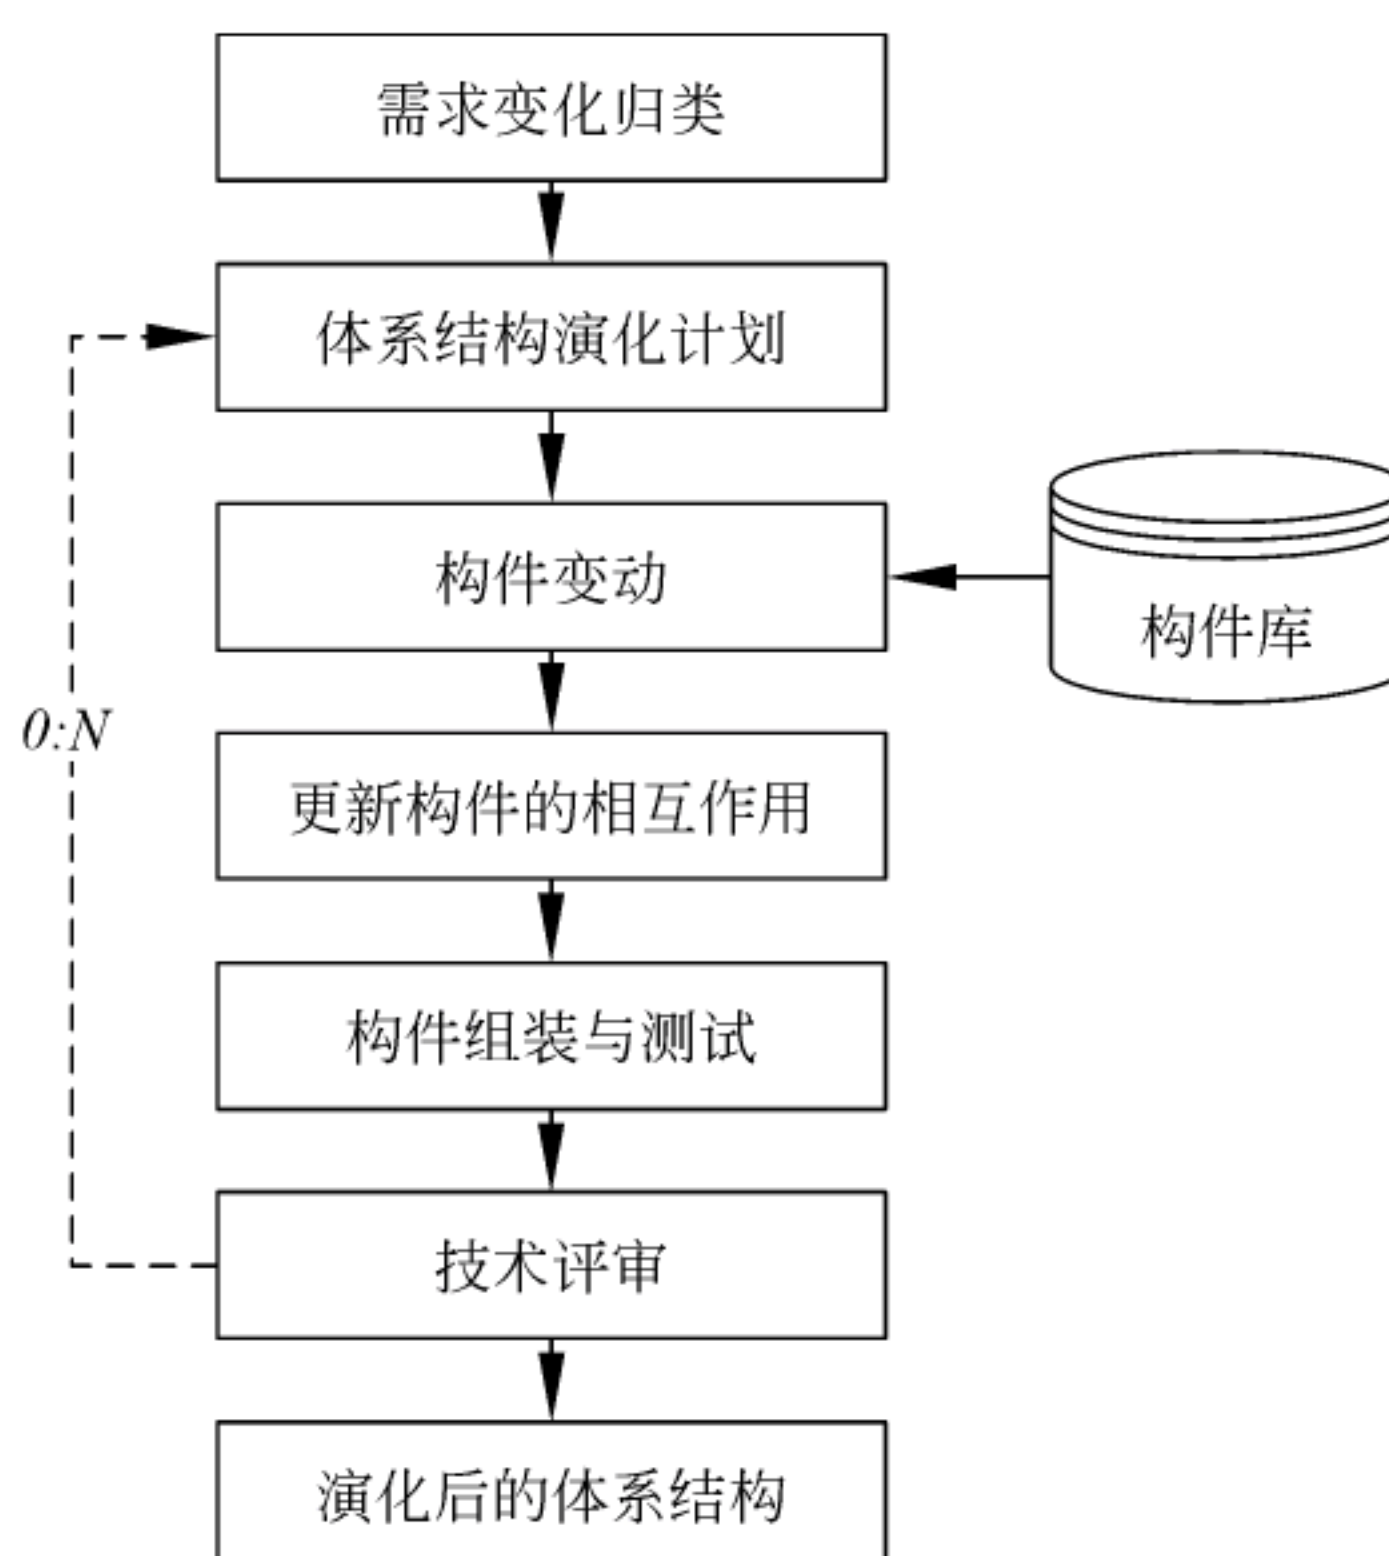 需求变化归类
体系结构演化计划
构件变动
构件库
0:N
更新构件的相互作用
构件组装与测试
技术评审
演化后的体系结构